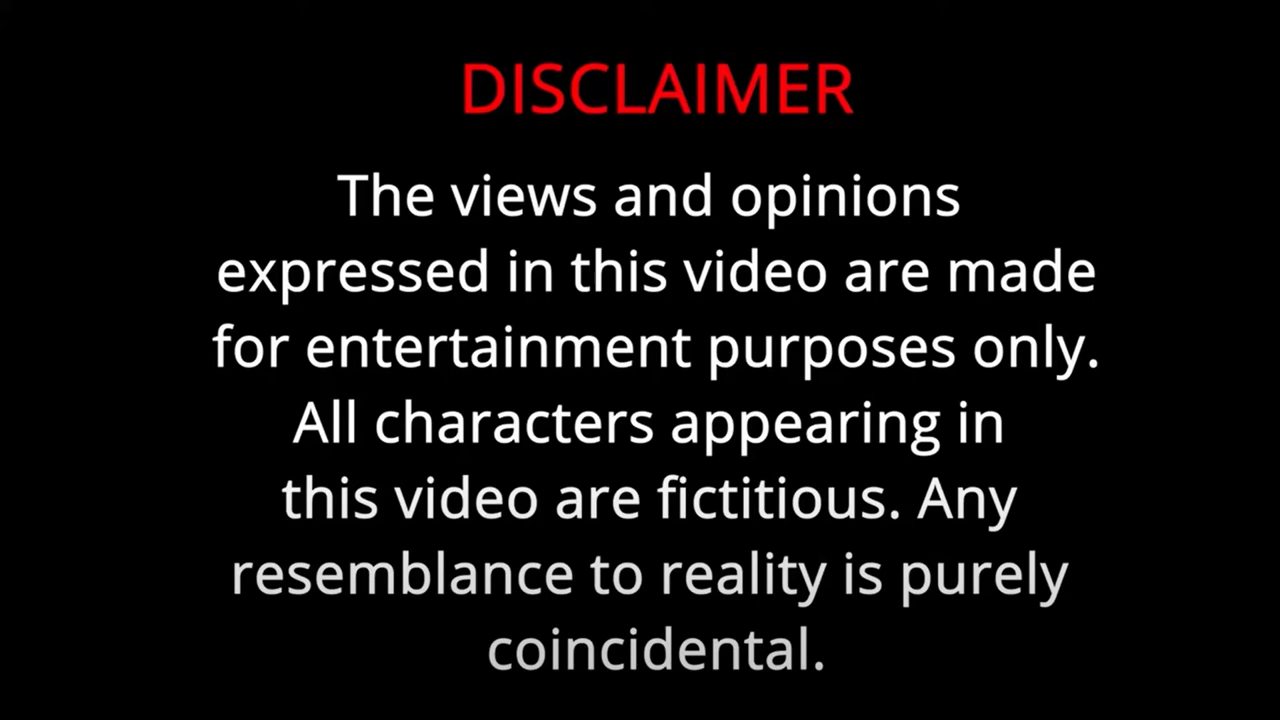 DISCLAIMER
The views and opinions
expressed in this video are made
for entertainment purposes only.
All characters appearing in
this video are fictitious. Any
resemblance to reality is purely
coincidental.